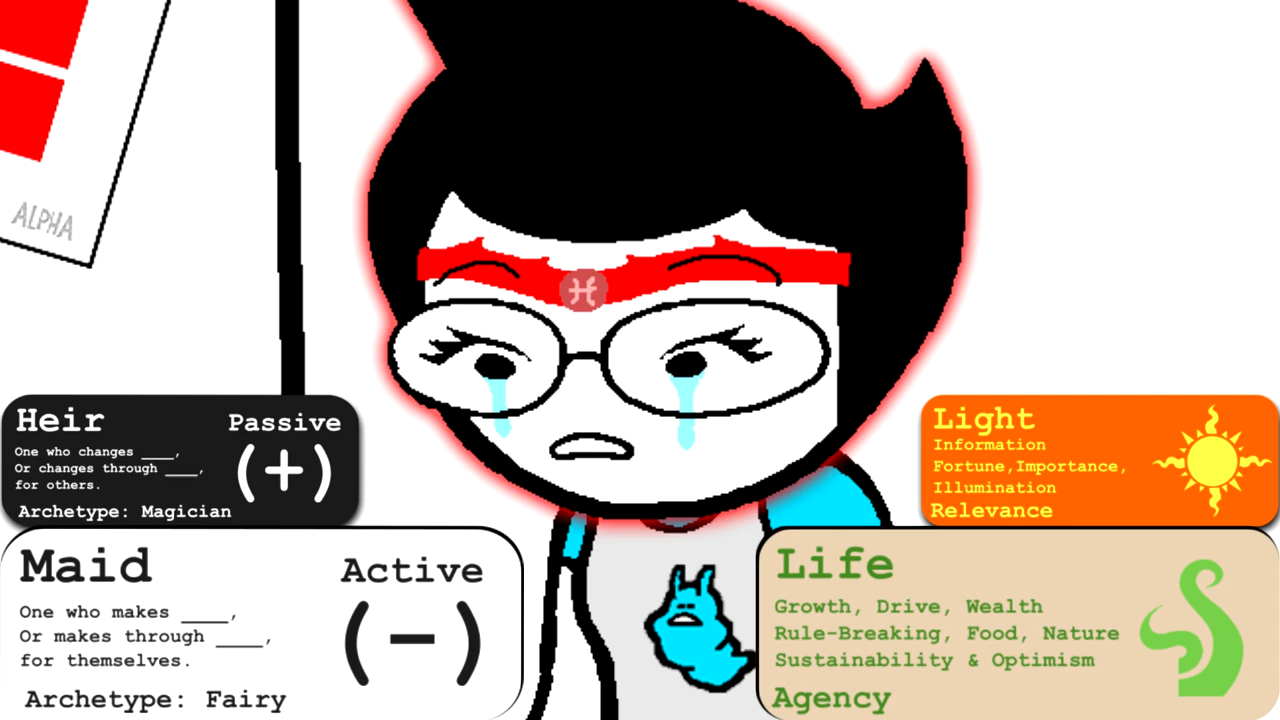 ALPHA
Heir
Passive
One who changes ____,
Or changes through ____,
for others.
(+)
Archetype: Magician
Light
Information
Fortune,Importance,
Illumination
Relevance
Maid
Active
One who makes ____,
Or makes through ____,
for themselves.
(-)
Archetype: Fairy
Life
Growth, Drive, Wealth
Rule-Breaking, Food, Nature
Sustainability & Optimism
Agency